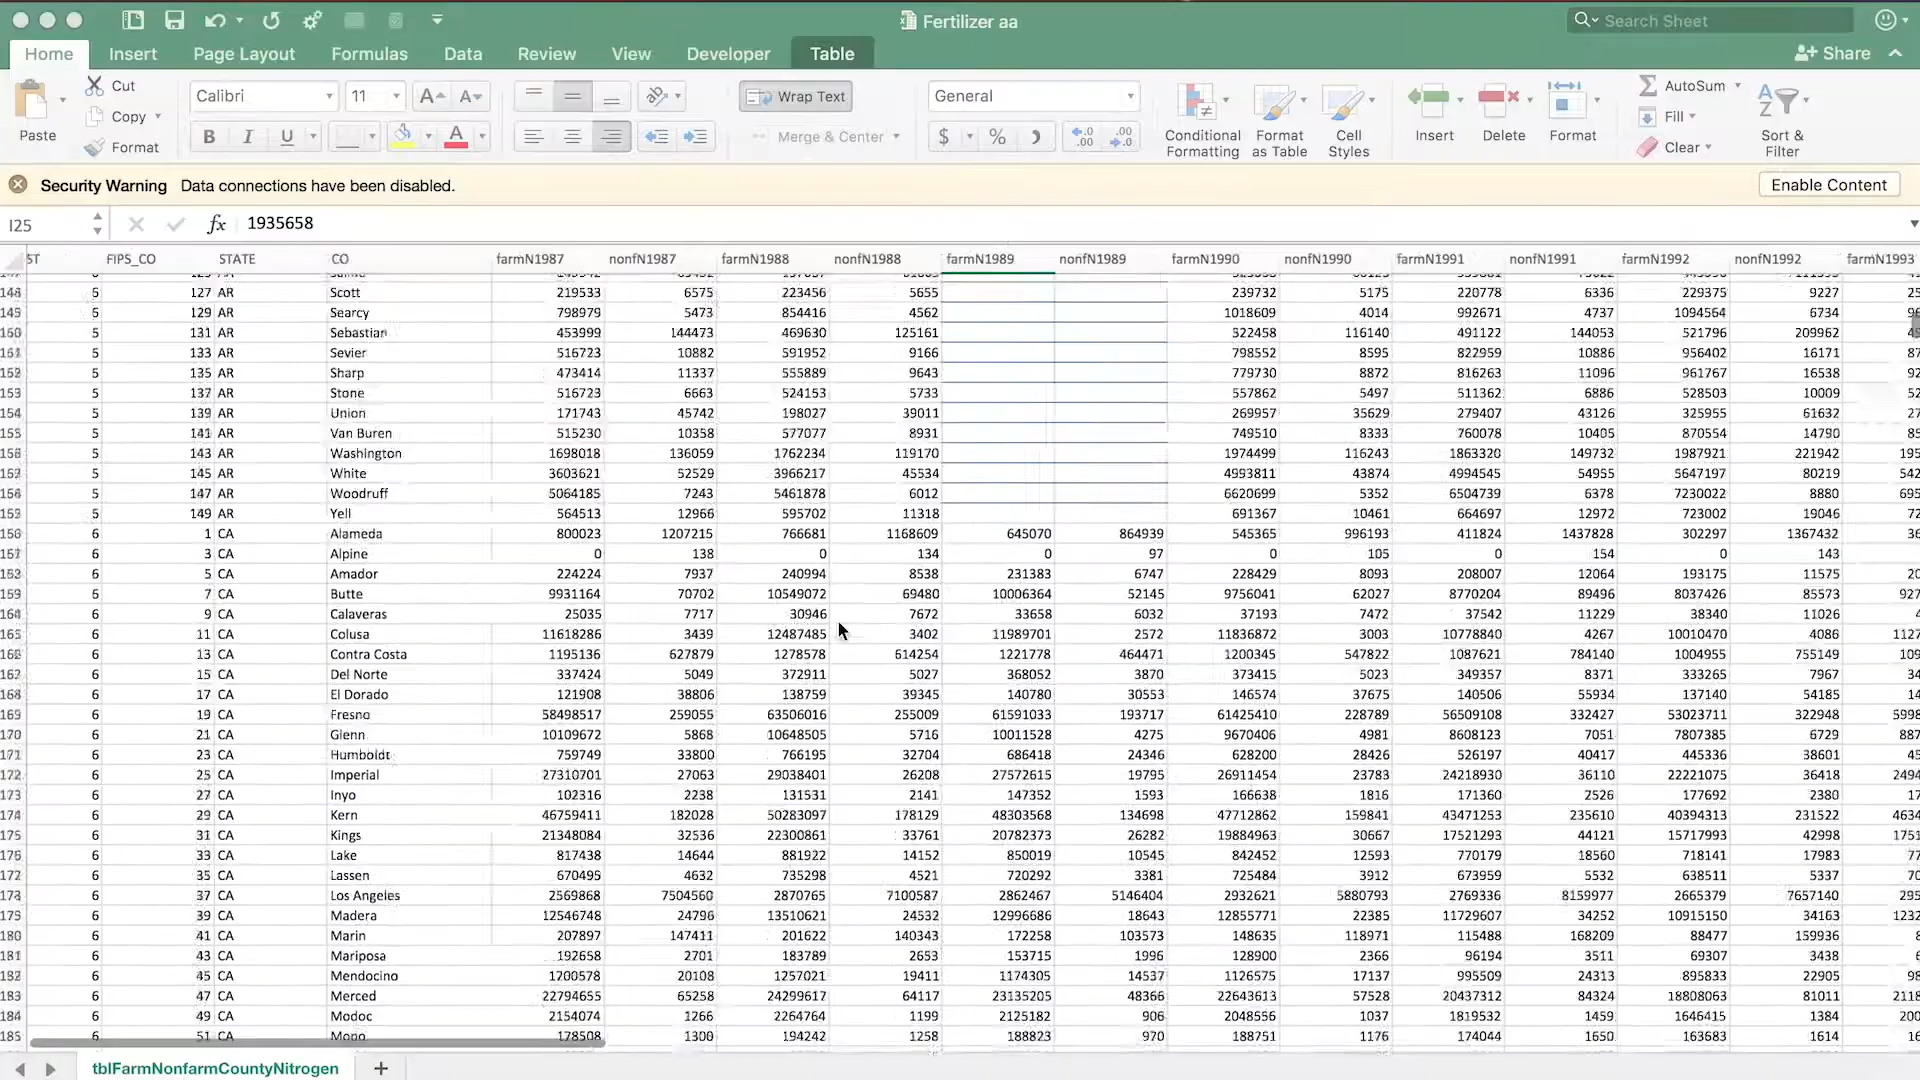 Fertilizer aa
Search Sheet
Home Insert Page Layout Formulas Data Review View Developer Table
Share
Cut
Copy
Format
Paste
Calibri 11
B I U A
Wrap Text
Merge & Center
General
$ %
Conditional Formatting
Format as Table
Cell Styles
Insert Delete Format
AutoSum
Fill
Clear
Sort & Filter
Security Warning Data connections have been disabled.
Enable Content
I25 fx 1935658
ST FIPS_CO STATE CO farmN1987 nonfN1987 farmN1988 nonfN1988 farmN1989 nonfN1989 farmN1990 nonfN1990 farmN1991 nonfN1991 farmN1992 nonfN1992 farmN1993
5 127 AR Scott 219533 6575 223456 5655 239732 5175 220778 6336 229375 9227
5 129 AR Searcy 798979 5473 854416 4562 1018609 4014 992671 4737 1094564 6734
5 131 AR Sebastian 453999 144473 469630 125161 522458 116140 491122 144053 521796 209962
5 133 AR Sevier 516723 10882 591952 9166 798552 8595 822959 10886 956402 16171
5 135 AR Sharp 473414 11337 555889 9643 779730 8872 816263 11096 961767 16538
5 137 AR Stone 516723 6663 524153 5733 557862 5497 511362 6886 528503 10009
5 139 AR Union 171743 45742 198027 39011 269957 35629 279407 43126 325955 61632
5 141 AR Van Buren 515230 10358 577077 8931 749510 8333 760078 10405 870554 14790
5 143 AR Washington 1698018 136059 1762234 119170 1974499 116243 1863320 149732 1987921 221942
5 145 AR White 3603621 52529 3966217 45534 4993811 43874 4994545 54955 5647197 80219
5 147 AR Woodruff 5064185 7243 5461878 6012 6620699 5352 6504739 6378 7230022 8880
5 149 AR Yell 564513 12966 595702 11318 691367 10461 664697 12972 723002 19046
6 1 CA Alameda 800023 1207215 766681 1168609 645070 864939 545365 996193 411824 1437828 302297 1367432
6 3 CA Alpine 0 138 0 134 0 97 0 105 0 154 0 143
6 5 CA Amador 224224 7937 240994 8538 231383 6747 228429 8093 208007 12064 193175 11575
6 7 CA Butte 9931164 70702 10549072 69480 10006364 52145 9756041 62027 8770204 89496 8037426 85573
6 9 CA Calaveras 25035 7717 30946 7672 33658 6032 37193 7472 37542 11229 38340 11026
6 11 CA Colusa 11618286 3439 12487485 3402 11989701 2572 11836872 3003 10778840 4267 10010470 4086
6 13 CA Contra Costa 1195136 627879 1278578 614254 1221778 464471 1200345 547822 1087621 784140 1004955 755149
6 15 CA Del Norte 337424 5049 372911 5027 368052 3870 373415 5023 349357 8371 333265 7967
6 17 CA El Dorado 121908 38806 138759 39345 140780 30553 146574 37675 140506 55934 137140 54185
6 19 CA Fresno 58498517 259055 63506016 255009 61591033 193717 61425410 228789 56509108 332427 53023711 322948
170 6 21 CA Glenn 10109672 5868 10648505 5716 10011528 4275 9670406 4981 8608123 7051 7807385 6729
171 6 23 CA Humboldt 759749 33800 766195 32704 686418 24346 628200 28426 526197 40417 445336 38601
172 6 25 CA Imperial 27310701 27063 29038401 26208 27572615 19795 26911454 23783 24218930 36110 22221075 36418
173 6 27 CA Inyo 102316 2238 131531 2141 147352 1593 166638 1816 171360 2526 177692 2380
174 6 29 CA Kern 46759411 182028 50283097 178129 48303568 134698 47712862 159841 43471253 235610 40394313 231522
175 6 31 CA Kings 21348084 32536 22300861 33761 20782373 26282 19884963 30667 17521293 44121 15717993 42998
6 33 CA Lake 817438 14644 881922 14152 850019 10545 842452 12593 770179 18560 718141 17983
6 35 CA Lassen 670495 4632 735298 4521 720292 3381 725484 3912 673959 5532 638511 5337
6 37 CA Los Angeles 2569868 7504560 2870765 7100587 2862467 5146404 2932621 5880793 2769336 8159977 2665379 7657140
6 39 CA Madera 12546748 24796 13510621 24532 12996686 18643 12855771 22385 11729607 34252 10915150 34163
180 6 41 CA Marin 207897 147411 201622 140343 172258 103573 148635 118971 115488 168209 88477 159936
181 6 43 CA Mariposa 192658 2701 183789 2653 153715 1996 128900 2366 96194 3511 69307 3438
182 6 45 CA Mendocino 1700578 20108 1257021 19411 1174305 14537 1126575 17137 995509 24313 895833 22905
183 6 47 CA Merced 22794655 65258 24299617 64117 23135205 48366 22643613 57528 20437312 84324 18808063 81011
184 6 49 CA Modoc 2154074 1266 2264764 1199 2125182 906 2048556 1037 1819532 1459 1646415 1384
185 6 51 CA Mono 178508 1300 194242 1258 188823 970 188751 1176 174044 1650 163683 1614
tblFarmNonfarmCountyNitrogen